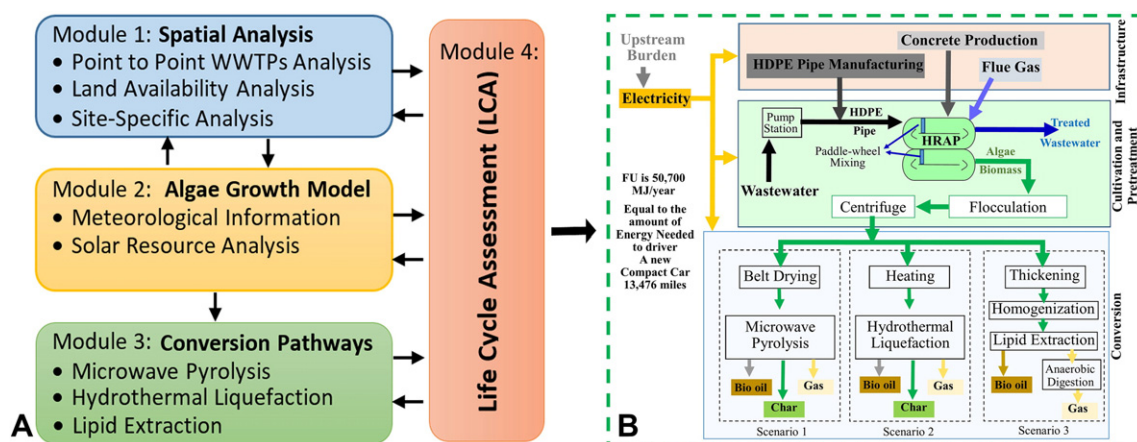 Module 1: Spatial Analysis
• Point to Point WWTPs Analysis
• Land Availability Analysis
• Site-Specific Analysis
Module 2: Algae Growth Model
• Meteorological Information
• Solar Resource Analysis
Module 3: Conversion Pathways
• Microwave Pyrolysis
• Hydrothermal Liquefaction
• Lipid Extraction
A
Module 4:
Life Cycle Assessment (LCA)
B
Upstream
Burden
Electricity
FU is 50,700
MJ/year
Equal to the
amount of
Energy Needed
to driver
A new
Compact Car
13,476 miles
Concrete Production
HDPE Pipe Manufacturing
Flue Gas
Infrastructure
Pump
Station
HDPE
Pipe
HRAP
Treated
Wastewater
Paddle-wheel
Mixing
Algae
Biomass
Wastewater
Centrifuge
Flocculation
Cultivation and
Pretreatment
Belt Drying
Microwave
Pyrolysis
Bio oil
Gas
Char
Scenario 1
Heating
Hydrothermal
Liquefaction
Bio oil
Gas
Char
Scenario 2
Thickening
Homogenization
Lipid Extraction
Bio oil
Anaerobic
Digestion
Gas
Scenario 3
Conversion